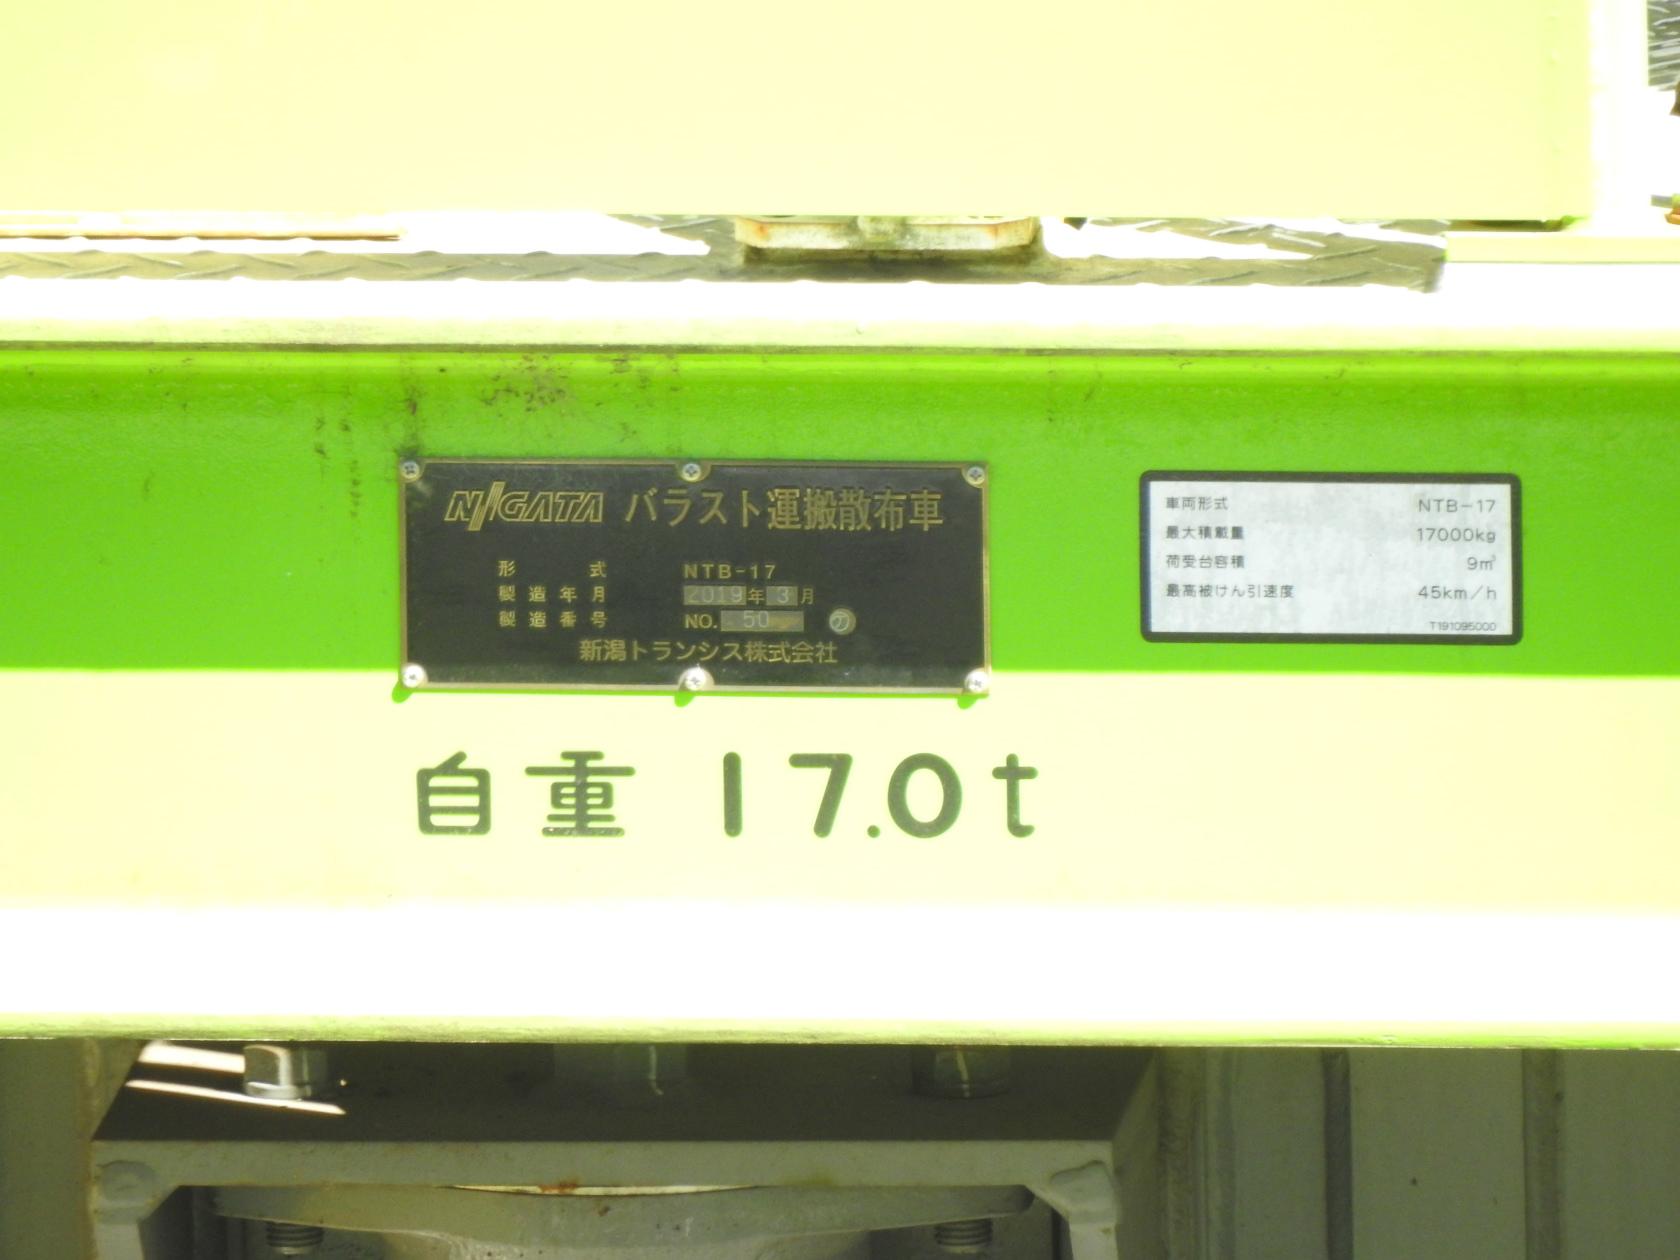 NIIGATA バラスト運搬散布車
形式 NTB-17
製造年月 2019年3月
製造番号 NO. 50
新潟トランシス株式会社
車両形式 NTB-17
最大積載量 17000kg
荷受台容積 9m³
最高被けん引速度 45km/h
T191095000
自重 17.0t